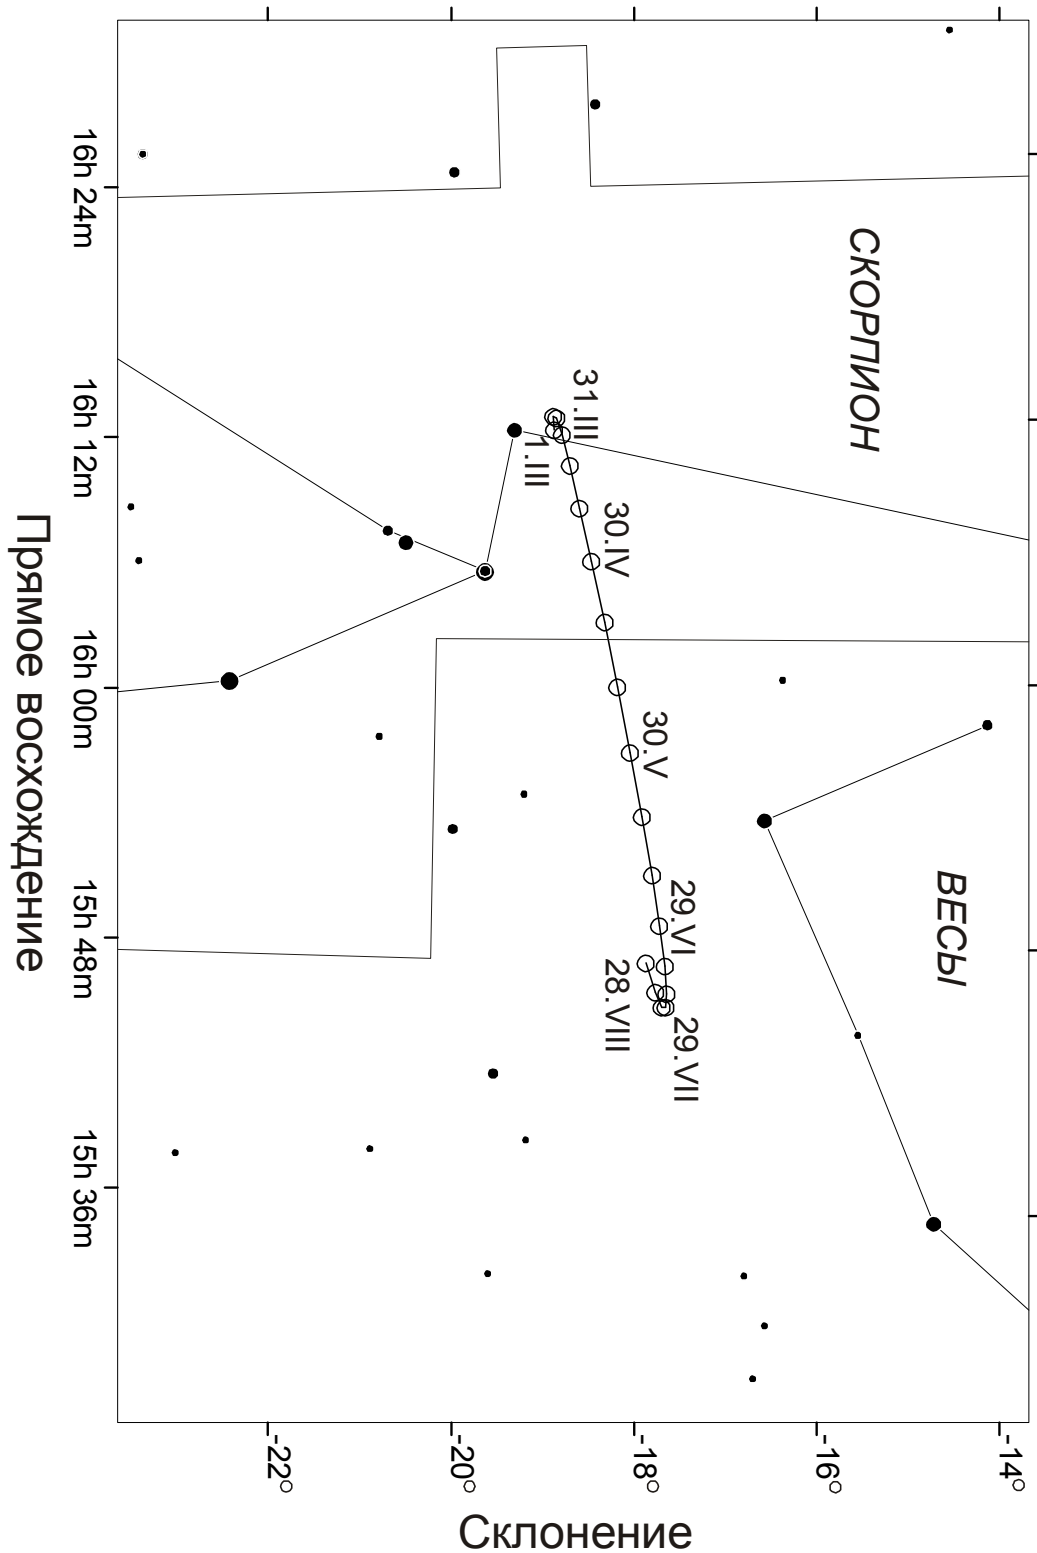 СКОРПИОН
ВЕСЫ
31.III
1.III
30.IV
30.V
29.VI
29.VII
28.VIII
16h 24m
16h 12m
16h 00m
15h 48m
15h 36m
Прямое восхождение
-22°
-20°
-18°
-16°
-14°
Склонение